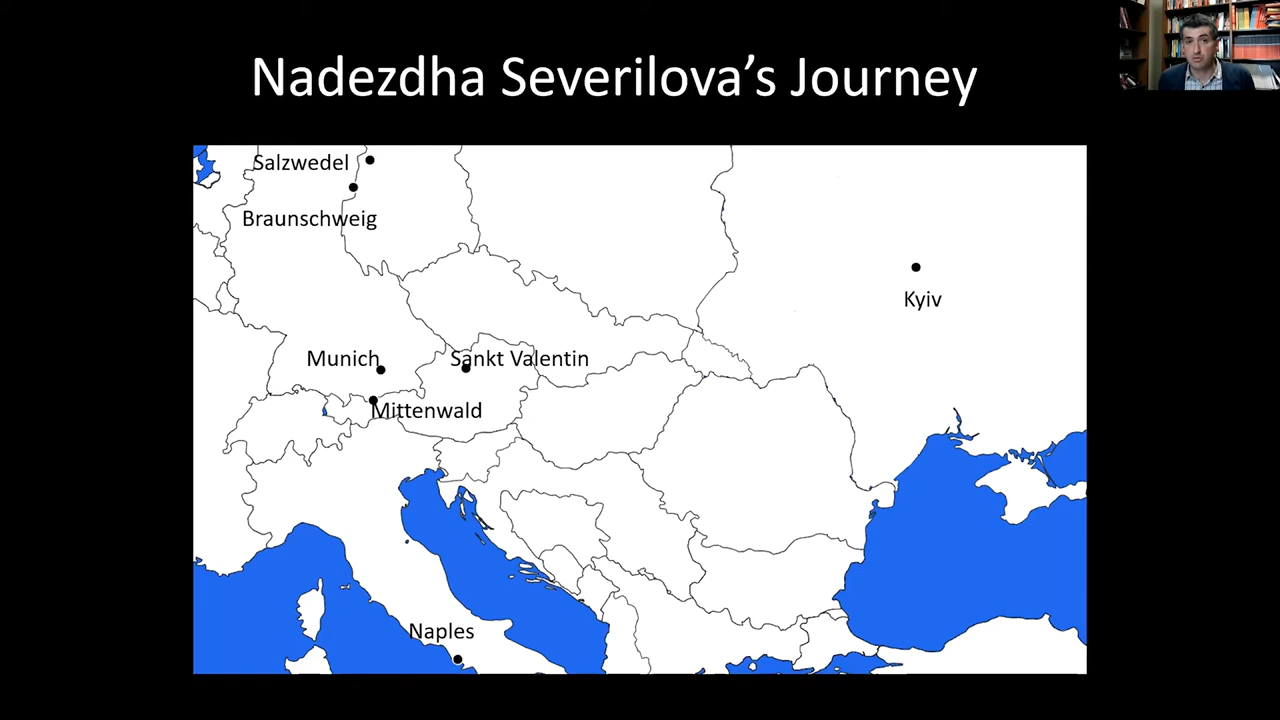 Nadezdha Severilova’s Journey
Salzwedel
Braunschweig
Kyiv
Munich
Sankt Valentin
Mittenwald
Naples